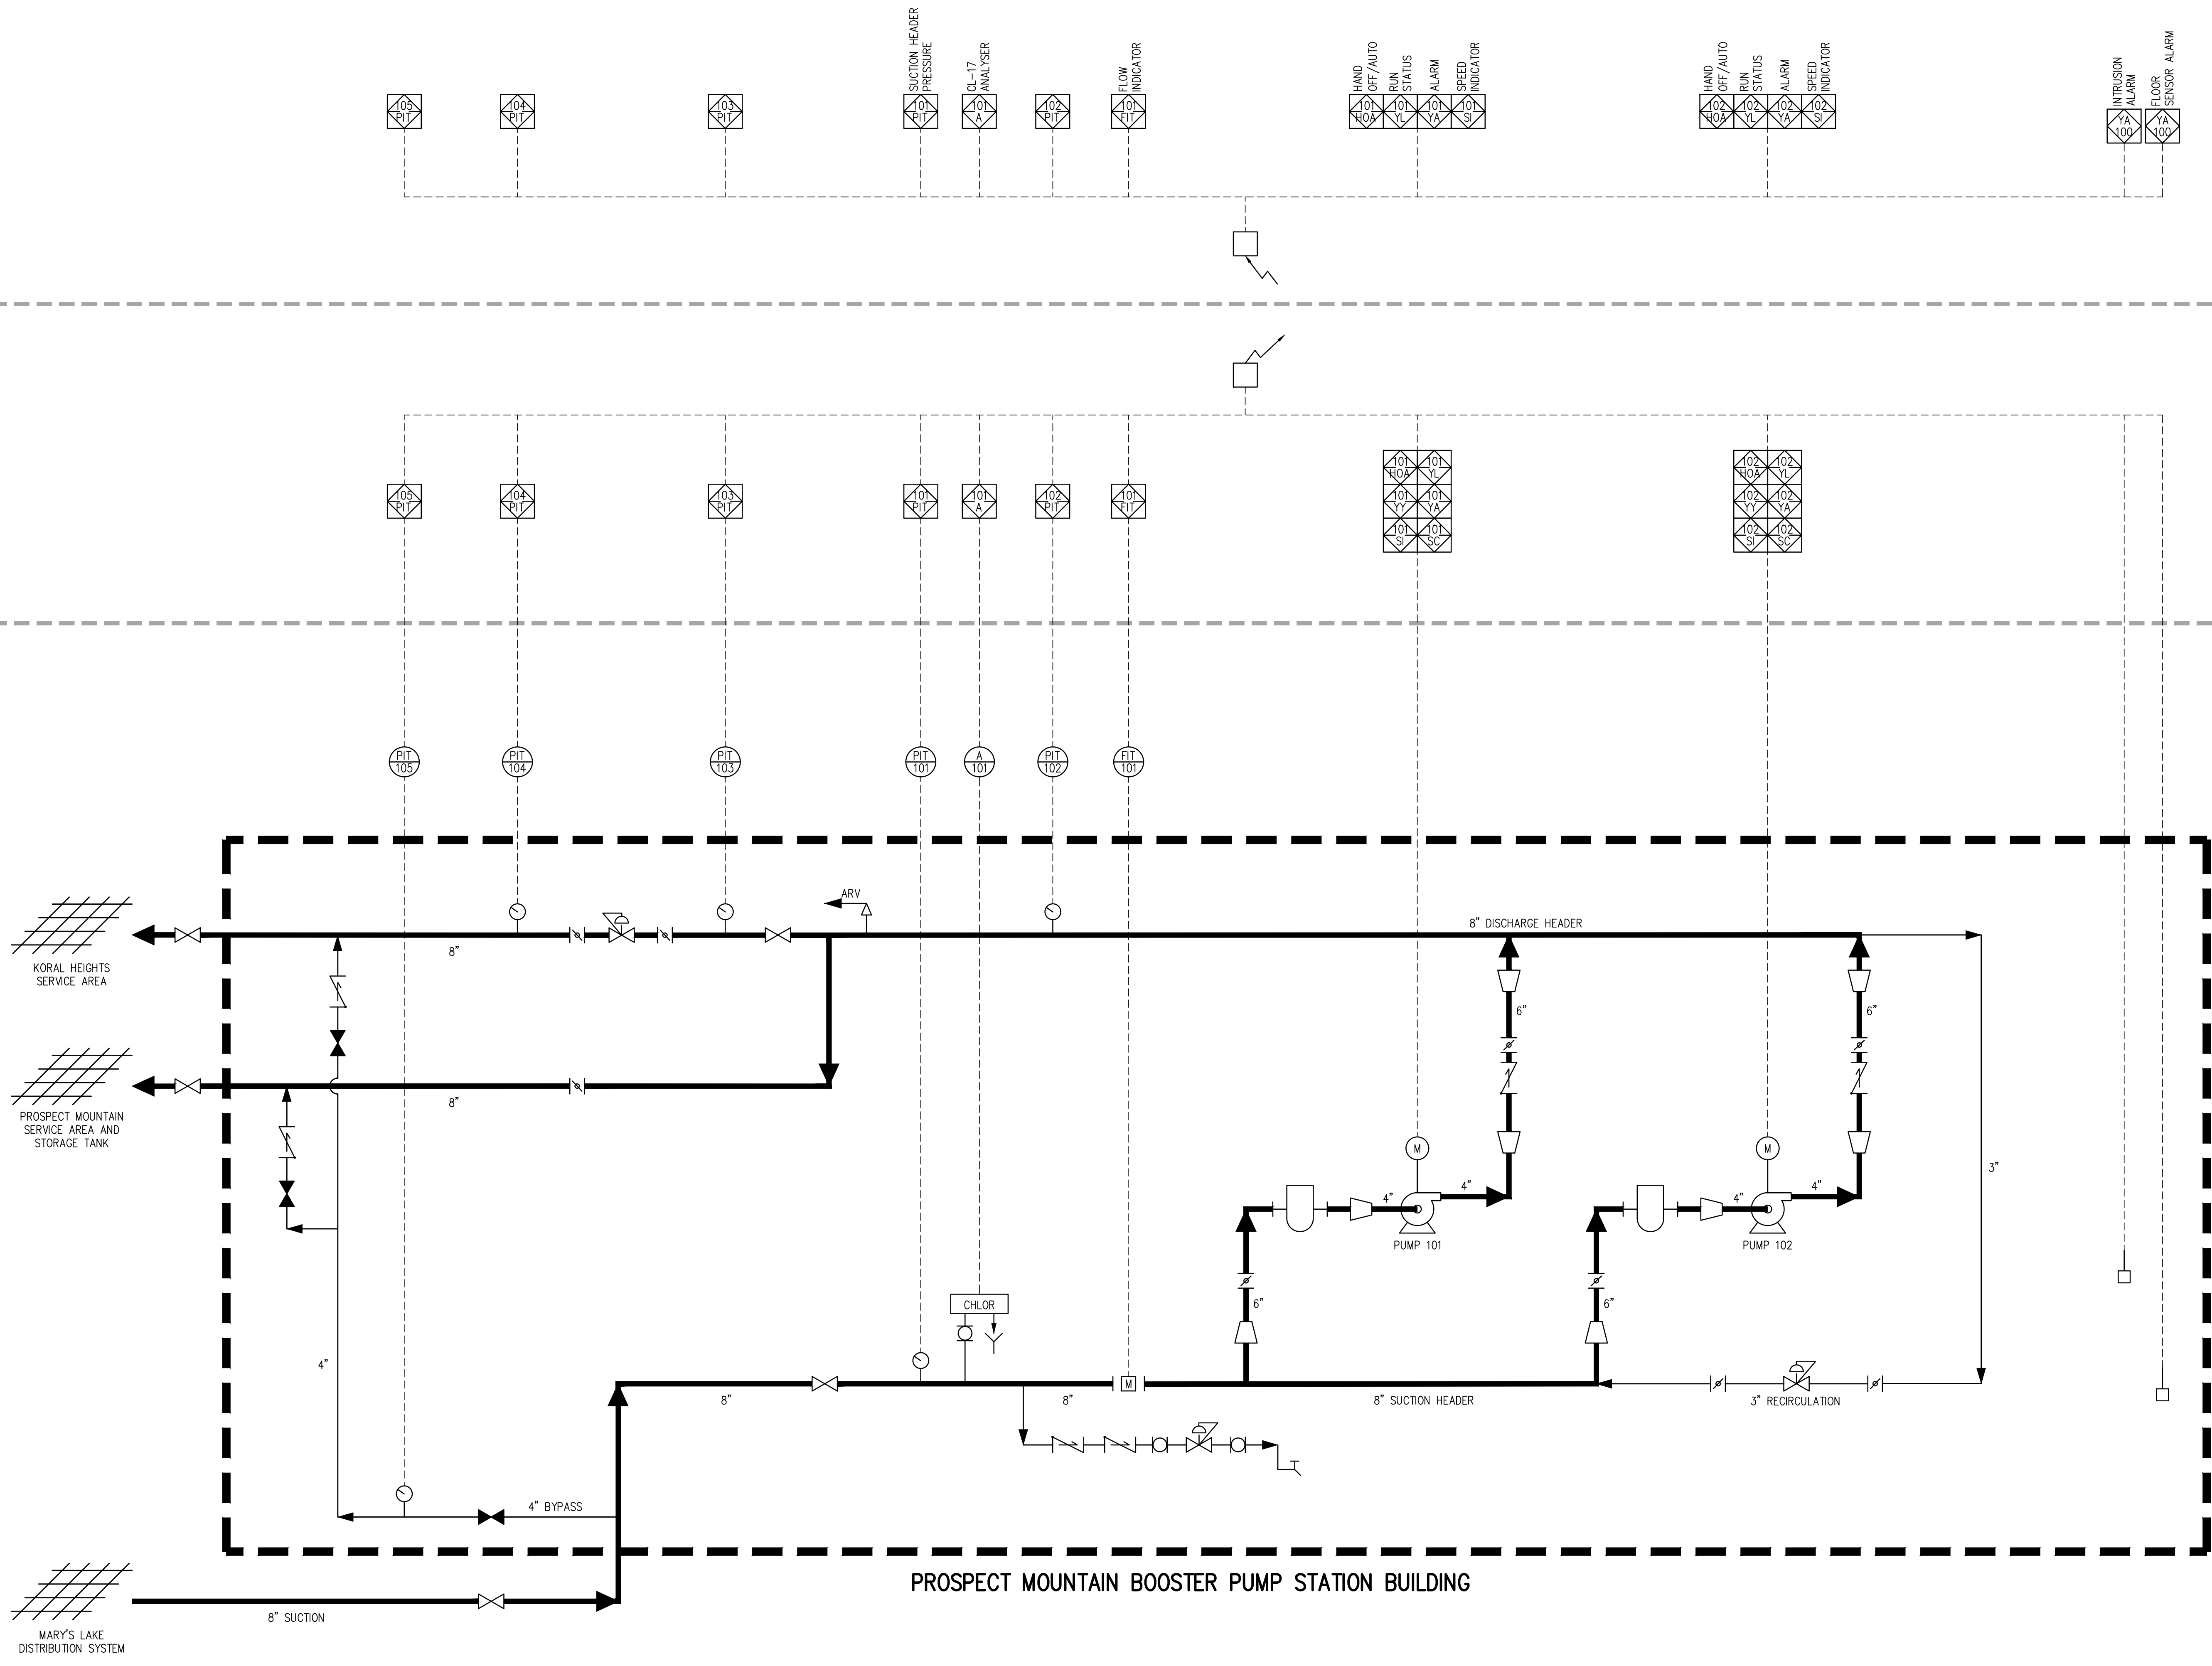 SUCTION HEADER
PRESSURE
CL-17
ANALYSER
FLOW
INDICATOR
HAND
OFF/AUTO
RUN
STATUS
ALARM
SPEED
INDICATOR
HAND
OFF/AUTO
RUN
STATUS
ALARM
SPEED
INDICATOR
INTRUSION
ALARM
FLOOR
SENSOR ALARM
105
PIT
104
PIT
103
PIT
101
PIT
101
A
102
PIT
101
FIT
101
HOA
101
YL
101
YA
101
SI
102
HOA
102
YL
102
YA
102
SI
YA
100
YA
100
105
PIT
104
PIT
103
PIT
101
PIT
101
A
102
PIT
101
FIT
101
HOA
101
YL
101
YY
101
YA
101
SI
101
SC
102
HOA
102
YL
102
YY
102
YA
102
SI
102
SC
PIT
105
PIT
104
PIT
103
PIT
101
A
101
PIT
102
FIT
101
ARV
8" DISCHARGE HEADER
8"
KORAL HEIGHTS
SERVICE AREA
6"
6"
8"
PROSPECT MOUNTAIN
SERVICE AREA AND
STORAGE TANK
M
M
3"
4"
4"
4"
4"
PUMP 101
PUMP 102
CHLOR
6"
6"
4"
8"
8"
M
8" SUCTION HEADER
3" RECIRCULATION
4" BYPASS
PROSPECT MOUNTAIN BOOSTER PUMP STATION BUILDING
8" SUCTION
MARY'S LAKE
DISTRIBUTION SYSTEM